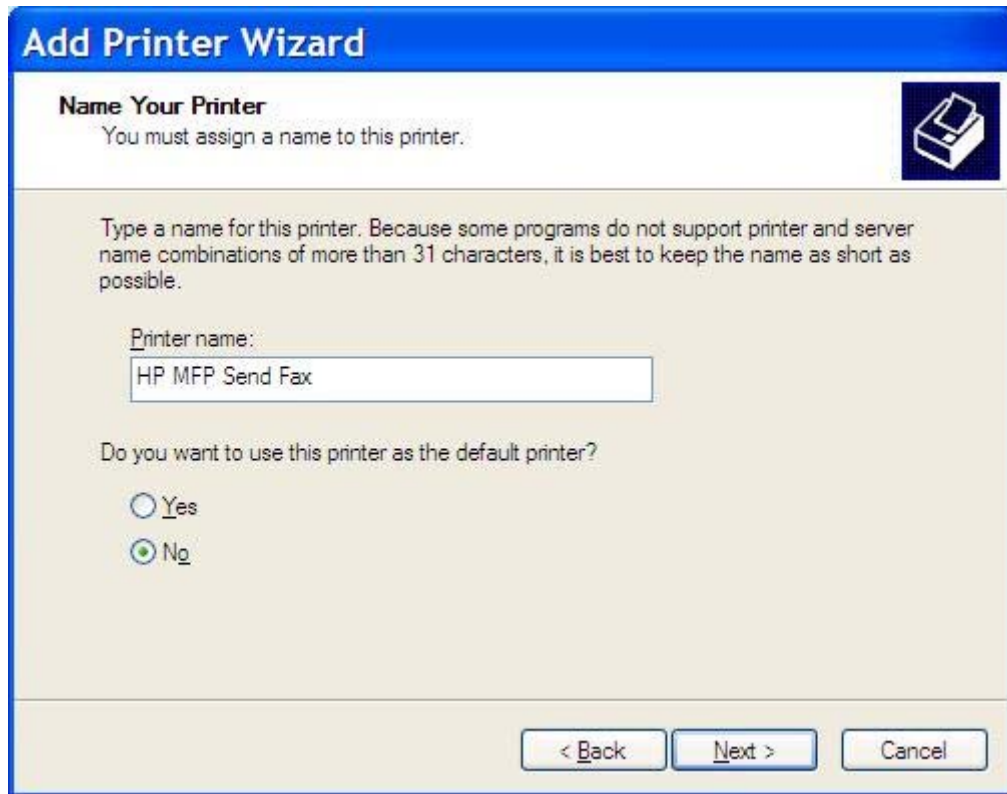 Add Printer Wizard
Name Your Printer
You must assign a name to this printer.
Type a name for this printer. Because some programs do not support printer and server
name combinations of more than 31 characters, it is best to keep the name as short as
possible.
Printer name:
HP MFP Send Fax
Do you want to use this printer as the default printer?
Yes
No
< Back Next > Cancel